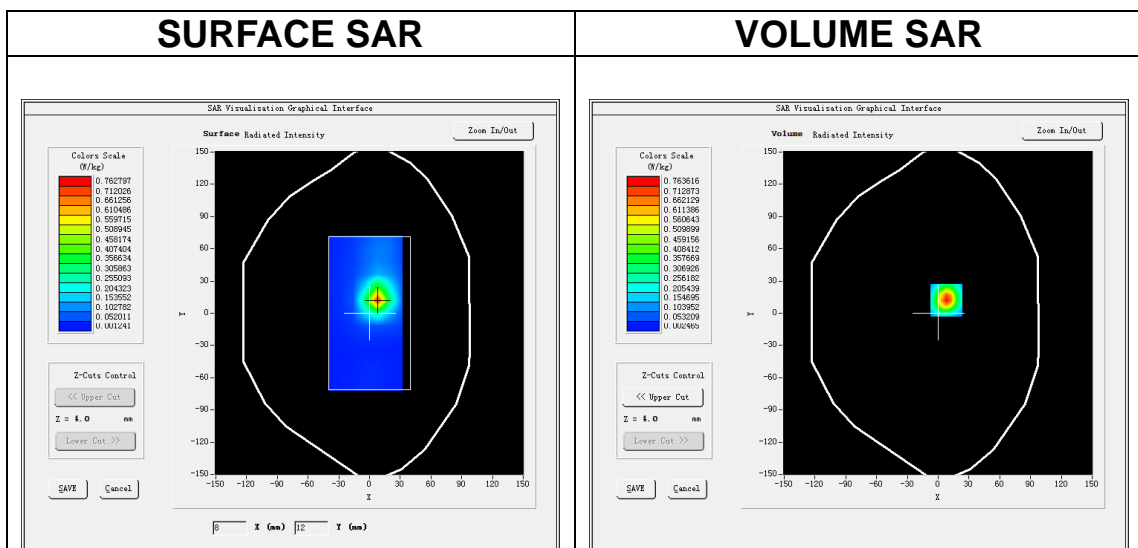 SURFACE SAR
VOLUME SAR
SAR Visualisation Graphical Interface
Surface Radiated Intensity
Zoom In/Out
Colors Scale
(W/kg)
0.762797
0.712026
0.661256
0.610486
0.559715
0.508945
0.458174
0.407404
0.356634
0.305863
0.255093
0.204323
0.153552
0.102782
0.052011
0.001241
Z-Cuts Control
<< Upper Cut
Z = 4.0 mm
Lower Cut >>
SAVE Cancel
150
120
90
60
30
0
-30
-60
-90
-120
-150
Y
-150 -120 -90 -60 -30 0 30 60 90 120 150
X
8 X (mm) 12 Y (mm)
SAR Visualisation Graphical Interface
Volume Radiated Intensity
Zoom In/Out
Colors Scale
(W/kg)
0.763616
0.712873
0.662129
0.611386
0.560643
0.509899
0.459156
0.408412
0.357669
0.306926
0.256182
0.205439
0.154695
0.103952
0.053209
0.002465
Z-Cuts Control
<< Upper Cut
Z = 4.0 mm
Lower Cut >>
SAVE Cancel
150
120
90
60
30
0
-30
-60
-90
-120
-150
Y
-150 -120 -90 -60 -30 0 30 60 90 120 150
X